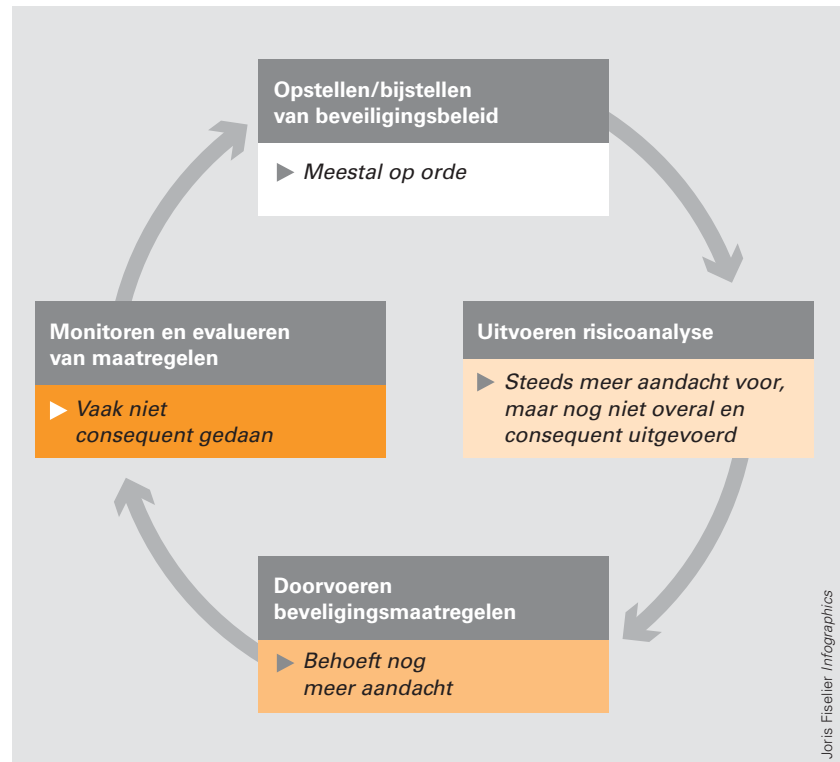 Opstellen/bijstellen
van beveiligingsbeleid
Meestal op orde
Uitvoeren risicoanalyse
Steeds meer aandacht voor,
maar nog niet overal en
consequent uitgevoerd
Doorvoeren
beveligingsmaatregelen
Behoeft nog
meer aandacht
Monitoren en evalueren
van maatregelen
Vaak niet
consequent gedaan
Joris Fiselier Infographics